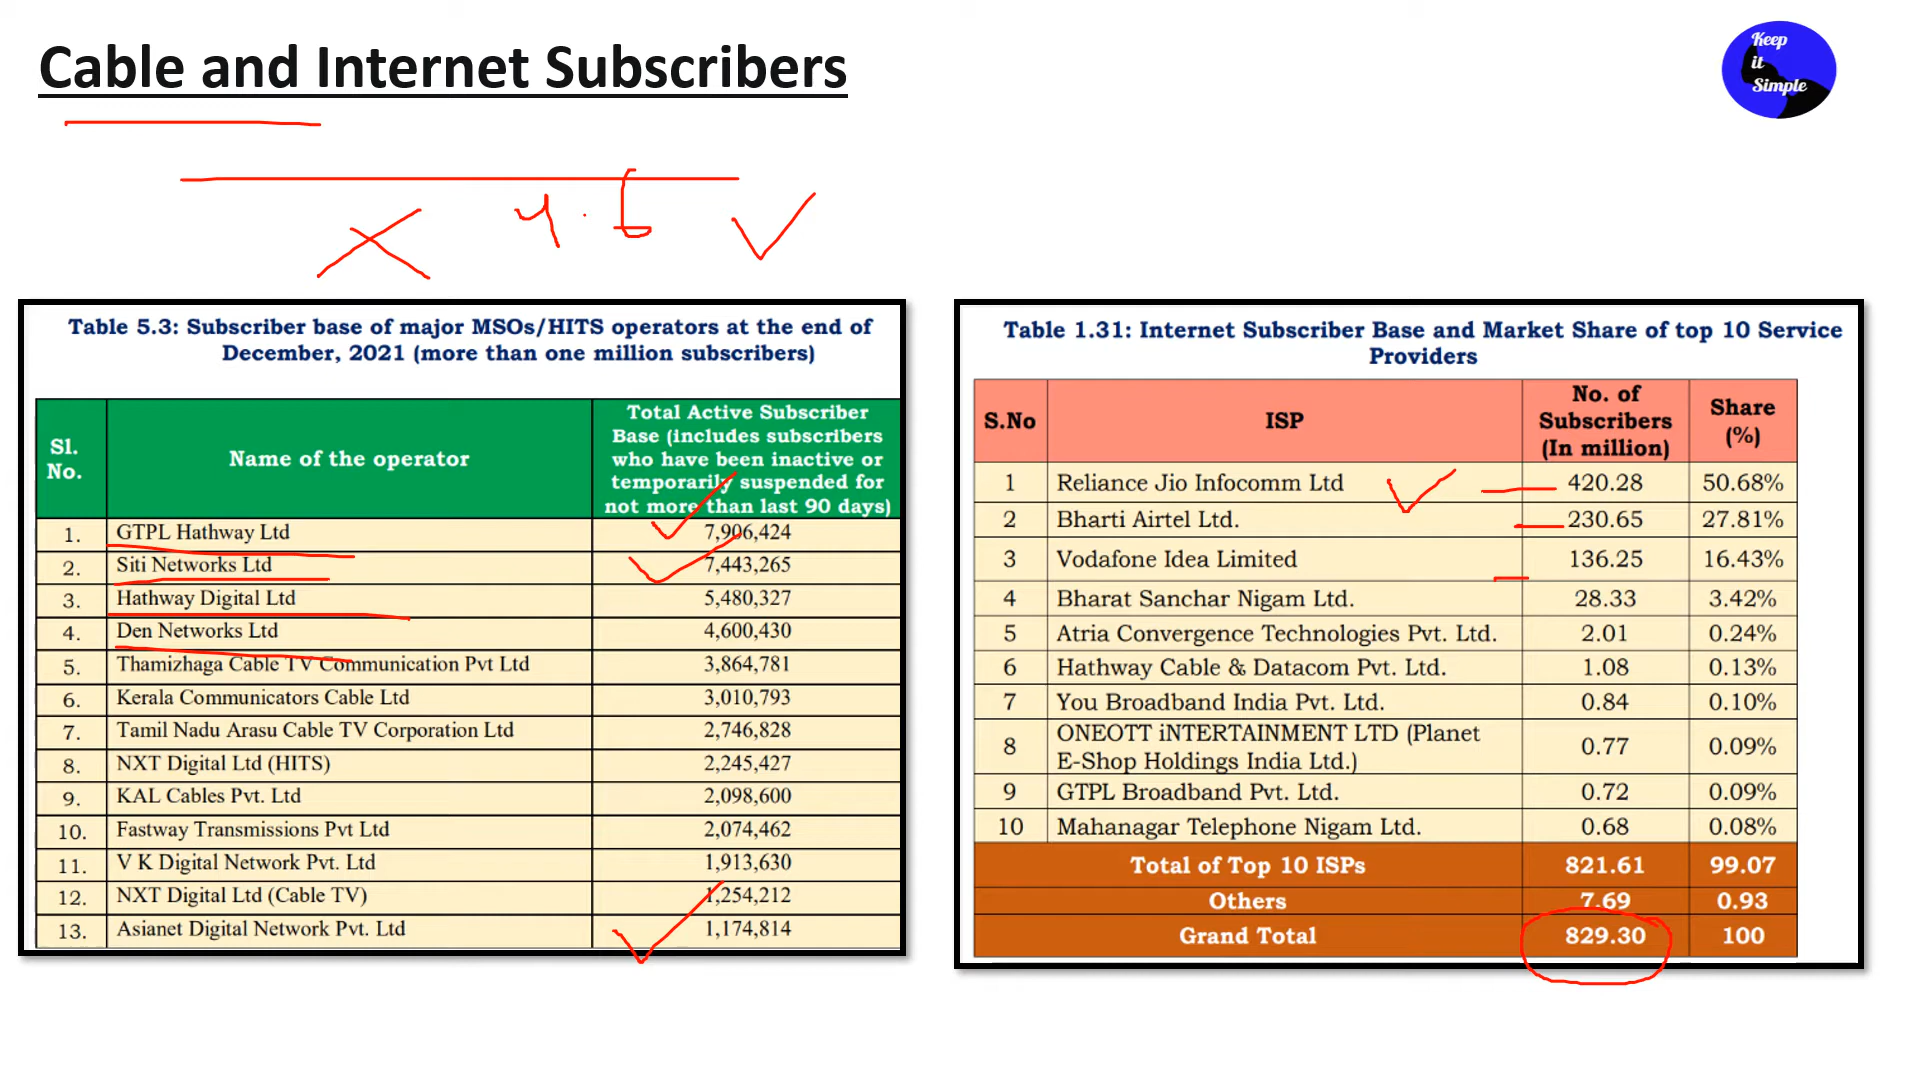 Cable and Internet Subscribers
Keep
it
Simple
4.6
Table 5.3: Subscriber base of major MSOs/HITS operators at the end of
December, 2021 (more than one million subscribers)
Sl. No. Name of the operator Total Active Subscriber Base (includes subscribers who have been inactive or temporarily suspended for not more than last 90 days)
1. GTPL Hathway Ltd 7,906,424
2. Siti Networks Ltd 7,443,265
3. Hathway Digital Ltd 5,480,327
4. Den Networks Ltd 4,600,430
5. Thamizhaga Cable TV Communication Pvt Ltd 3,864,781
6. Kerala Communicators Cable Ltd 3,010,793
7. Tamil Nadu Arasu Cable TV Corporation Ltd 2,746,828
8. NXT Digital Ltd (HITS) 2,245,427
9. KAL Cables Pvt. Ltd 2,098,600
10. Fastway Transmissions Pvt Ltd 2,074,462
11. V K Digital Network Pvt. Ltd 1,913,630
12. NXT Digital Ltd (Cable TV) 1,254,212
13. Asianet Digital Network Pvt. Ltd 1,174,814
Table 1.31: Internet Subscriber Base and Market Share of top 10 Service
Providers
S.No ISP No. of Subscribers (In million) Share (%)
1 Reliance Jio Infocomm Ltd 420.28 50.68%
2 Bharti Airtel Ltd. 230.65 27.81%
3 Vodafone Idea Limited 136.25 16.43%
4 Bharat Sanchar Nigam Ltd. 28.33 3.42%
5 Atria Convergence Technologies Pvt. Ltd. 2.01 0.24%
6 Hathway Cable & Datacom Pvt. Ltd. 1.08 0.13%
7 You Broadband India Pvt. Ltd. 0.84 0.10%
8 ONEOTT iNTERTAINMENT LTD (Planet E-Shop Holdings India Ltd.) 0.77 0.09%
9 GTPL Broadband Pvt. Ltd. 0.72 0.09%
10 Mahanagar Telephone Nigam Ltd. 0.68 0.08%
Total of Top 10 ISPs 821.61 99.07
Others 7.69 0.93
Grand Total 829.30 100